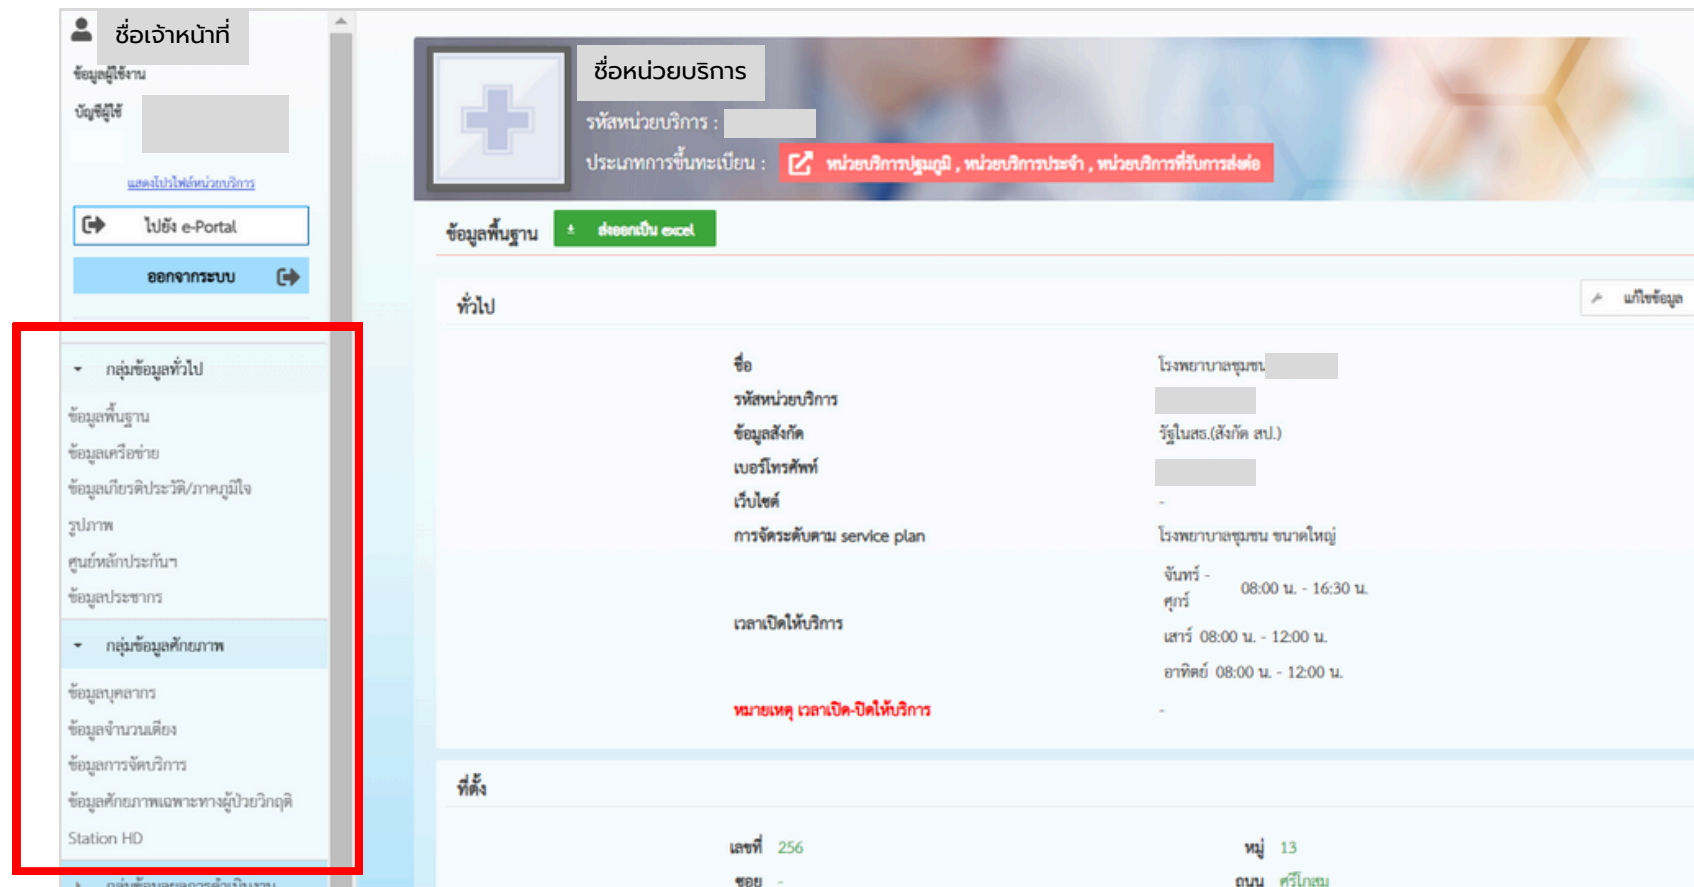 ชื่อเจ้าหน้าที่
ข้อมูลผู้ใช้งาน
บัญชีผู้ใช้
แสดงโปรไฟล์หน่วยบริการ
ไปยัง e-Portal
ออกจากระบบ
กลุ่มข้อมูลทั่วไป
ข้อมูลพื้นฐาน
ข้อมูลเครือข่าย
ข้อมูลเกียรติประวัติ/ภาคภูมิใจ
รูปภาพ
ศูนย์หลักประกันฯ
ข้อมูลประชากร
กลุ่มข้อมูลศักยภาพ
ข้อมูลบุคลากร
ข้อมูลจำนวนเตียง
ข้อมูลการจัดบริการ
ข้อมูลศักยภาพเฉพาะทางผู้ป่วยวิกฤติ
Station HD
กลุ่มข้อมูลผลการดำเนินงาน
ชื่อหน่วยบริการ
รหัสหน่วยบริการ :
ประเภทการขึ้นทะเบียน : หน่วยบริการปฐมภูมิ , หน่วยบริการประจำ , หน่วยบริการที่รับการส่งต่อ
ข้อมูลพื้นฐาน ส่งออกเป็น excel
ทั่วไป แก้ไขข้อมูล
ชื่อ โรงพยาบาลชุมชน
รหัสหน่วยบริการ
ข้อมูลสังกัด รัฐในสธ.(สังกัด สป.)
เบอร์โทรศัพท์
เว็บไซต์ -
การจัดระดับตาม service plan โรงพยาบาลชุมชน ขนาดใหญ่
เวลาเปิดให้บริการ จันทร์ - ศุกร์ 08:00 น. - 16:30 น.
เสาร์ 08:00 น. - 12:00 น.
อาทิตย์ 08:00 น. - 12:00 น.
หมายเหตุ เวลาเปิด-ปิดให้บริการ -
ที่ตั้ง
เลขที่ 256 หมู่ 13
ซอย - ถนน ศรีโกสุม